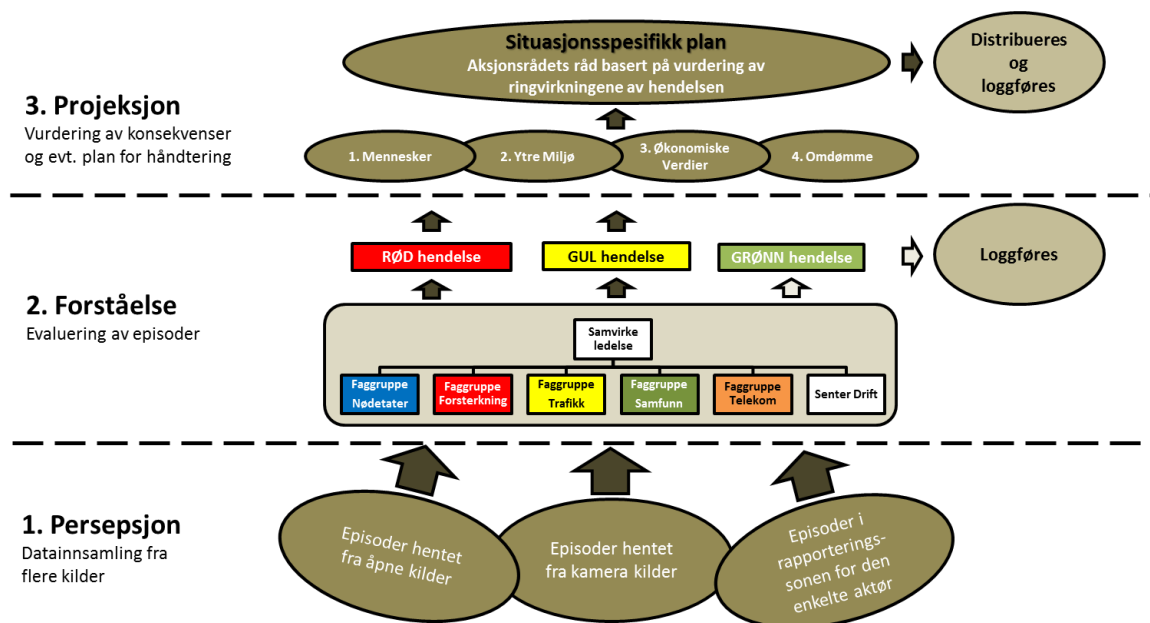 Situasjonsspesifikk plan
Aksjonsrådets råd basert på vurdering av
ringvirkningene av hendelsen
Distribueres
og
loggføres
3. Projeksjon
Vurdering av konsekvenser
og evt. plan for håndtering
1. Mennesker
2. Ytre Miljø
3. Økonomiske
Verdier
4. Omdømme
RØD hendelse
GUL hendelse
GRØNN hendelse
Loggføres
2. Forståelse
Evaluering av episoder
Samvirke
ledelse
Faggruppe
Nødetater
Faggruppe
Forsterkning
Faggruppe
Trafikk
Faggruppe
Samfunn
Faggruppe
Telekom
Senter Drift
1. Persepsjon
Datainnsamling fra
flere kilder
Episoder hentet
fra åpne kilder
Episoder hentet
fra kamera kilder
Episoder i
rapporterings-
sonen for den
enkelte aktør